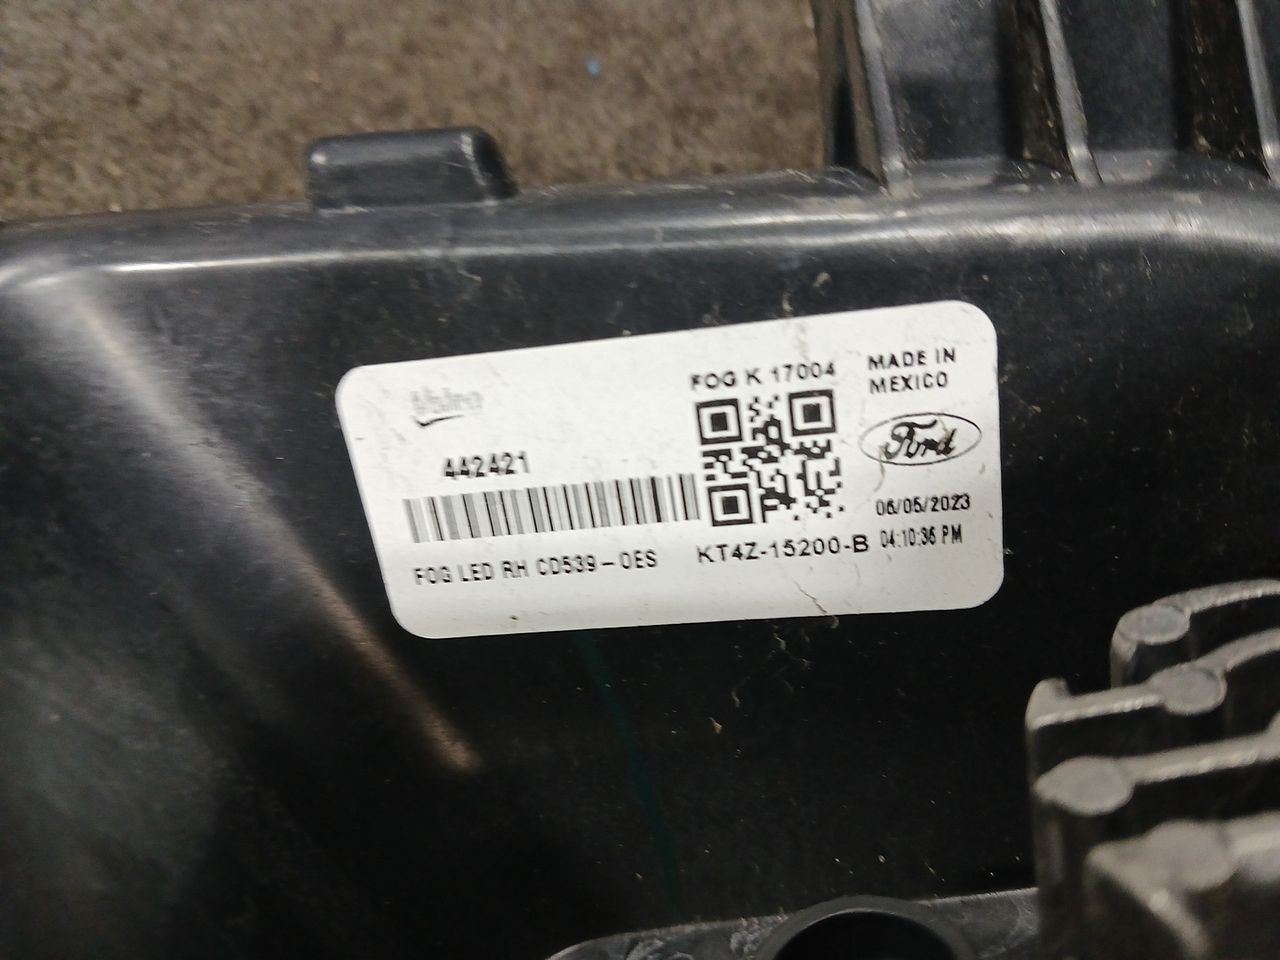 Valeo
442421
FOG LED RH CD539-OES
FOG K 17004
KT4Z-15200-B
MADE IN
MEXICO
Ford
06/05/2023
04:10:36 PM